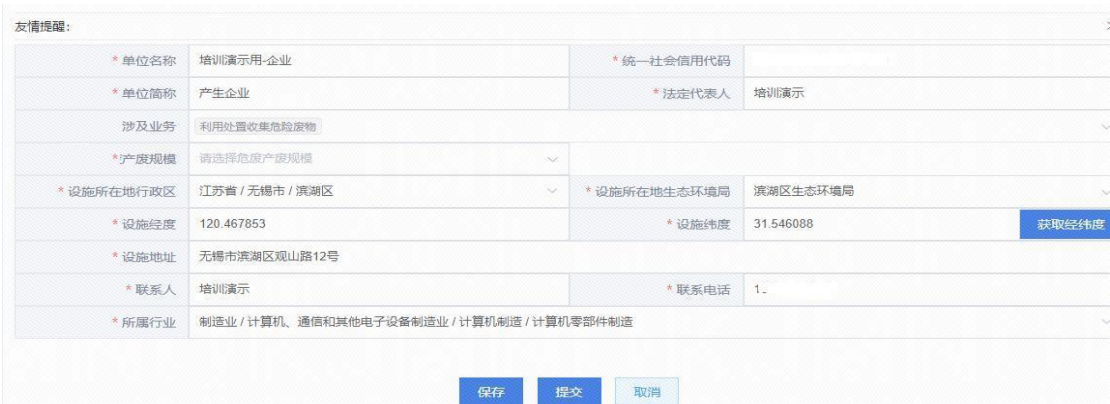 友情提醒:
* 单位名称 培训演示用-企业 * 统一社会信用代码
* 单位简称 产生企业 * 法定代表人 培训演示
涉及业务 利用处置收集危险废物
* 产废规模 请选择危废产废规模
* 设施所在地行政区 江苏省 / 无锡市 / 滨湖区 * 设施所在地生态环境局 滨湖区生态环境局
* 设施经度 120.467853 * 设施纬度 31.546088 获取经纬度
* 设施地址 无锡市滨湖区观山路12号
* 联系人 培训演示 * 联系电话 1
* 所属行业 制造业 / 计算机、通信和其他电子设备制造业 / 计算机制造 / 计算机零部件制造
保存 提交 取消